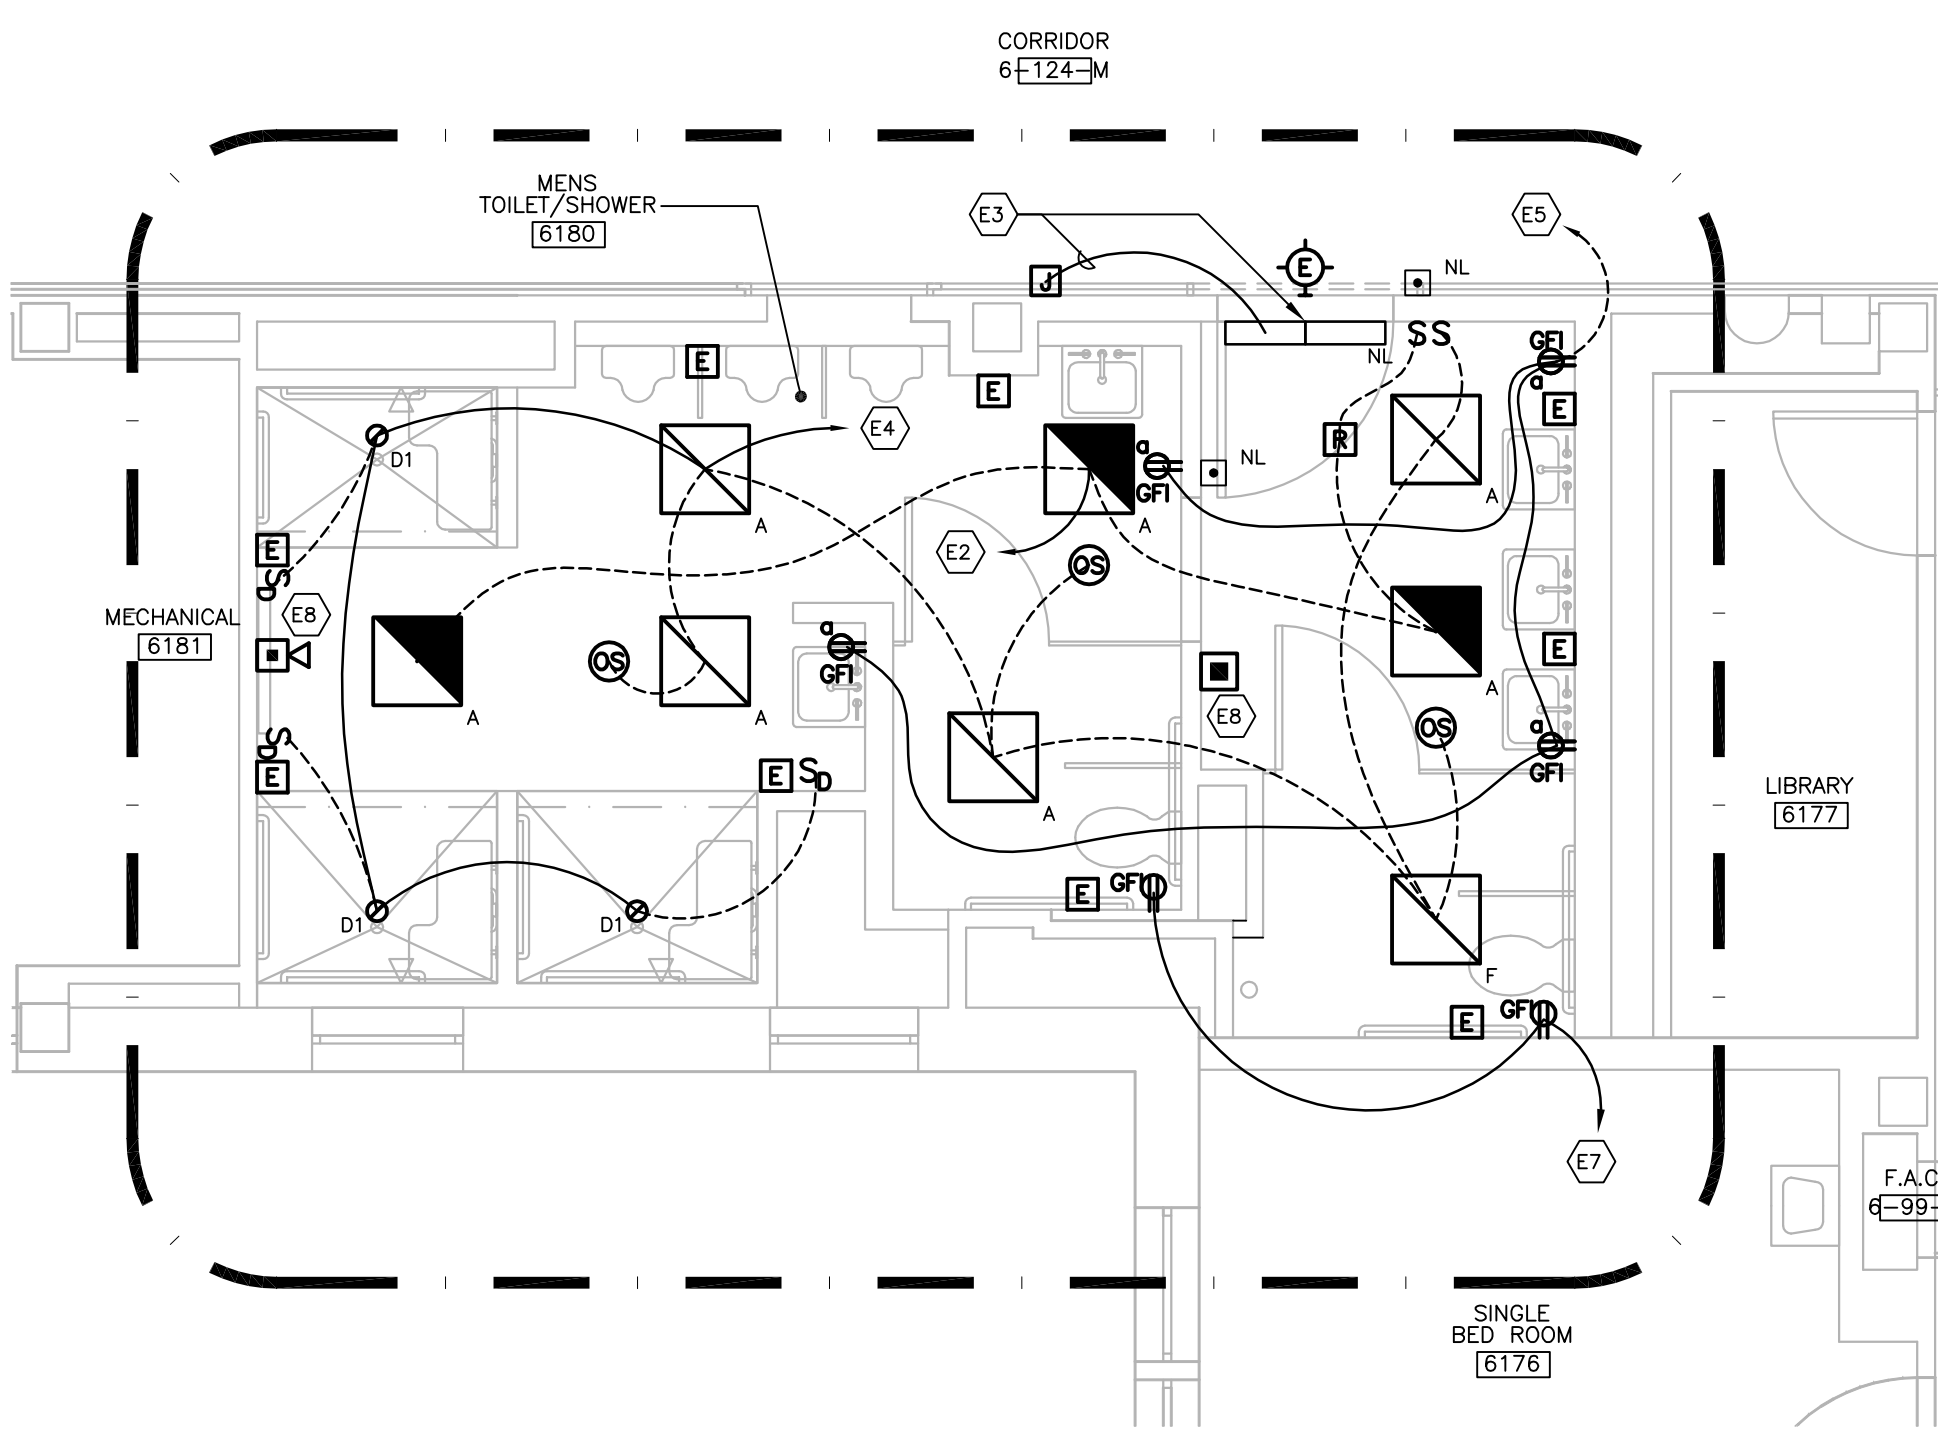 CORRIDOR
6-124-M
MENS
TOILET/SHOWER
6180
E3
E5
J
E
NL
NL
S S
GFI
a
E
E
E
E4
D1
A
a
GFI
A
NL
R
A
E2
OS
E
SD
E8
MECHANICAL
6181
OS
A
A
a
GFI
E8
A
E
OS
a
GFI
SD
E
E
SD
A
LIBRARY
6177
D1
D1
E
GFI
F
E
GFI
E7
F.A.C
6-99-
SINGLE
BED ROOM
6176